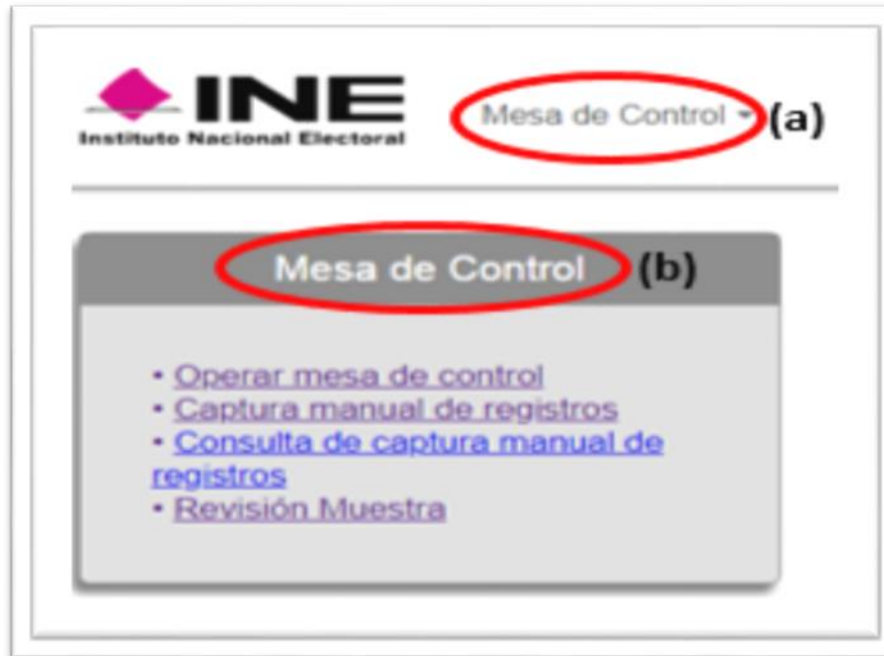 INE
Instituto Nacional Electoral
Mesa de Control (a)
Mesa de Control (b)
• Operar mesa de control
• Captura manual de registros
• Consulta de captura manual de
registros
• Revisión Muestra